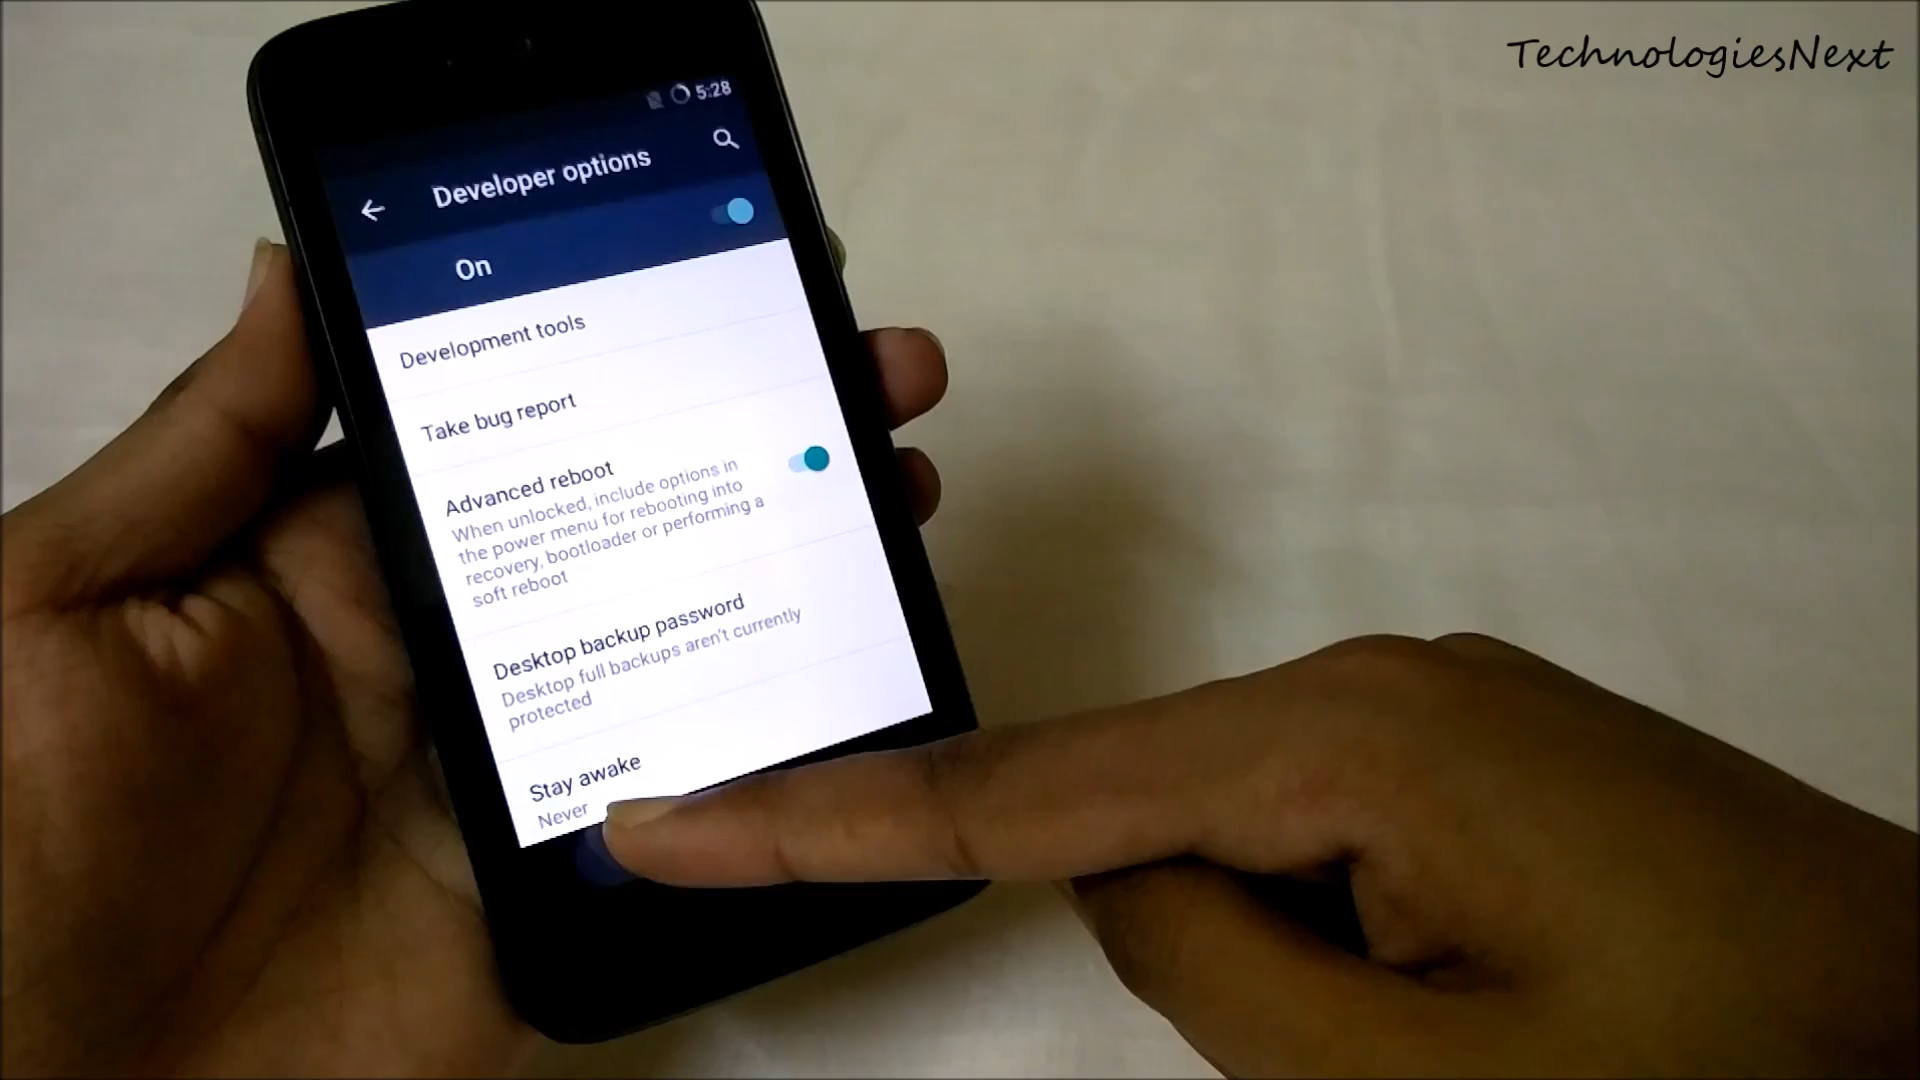 TechnologiesNext
5:28
Developer options
On
Development tools
Take bug report
Advanced reboot
When unlocked, include options in
the power menu for rebooting into
recovery, bootloader or performing a
soft reboot
Desktop backup password
Desktop full backups aren't currently
protected
Stay awake
Never